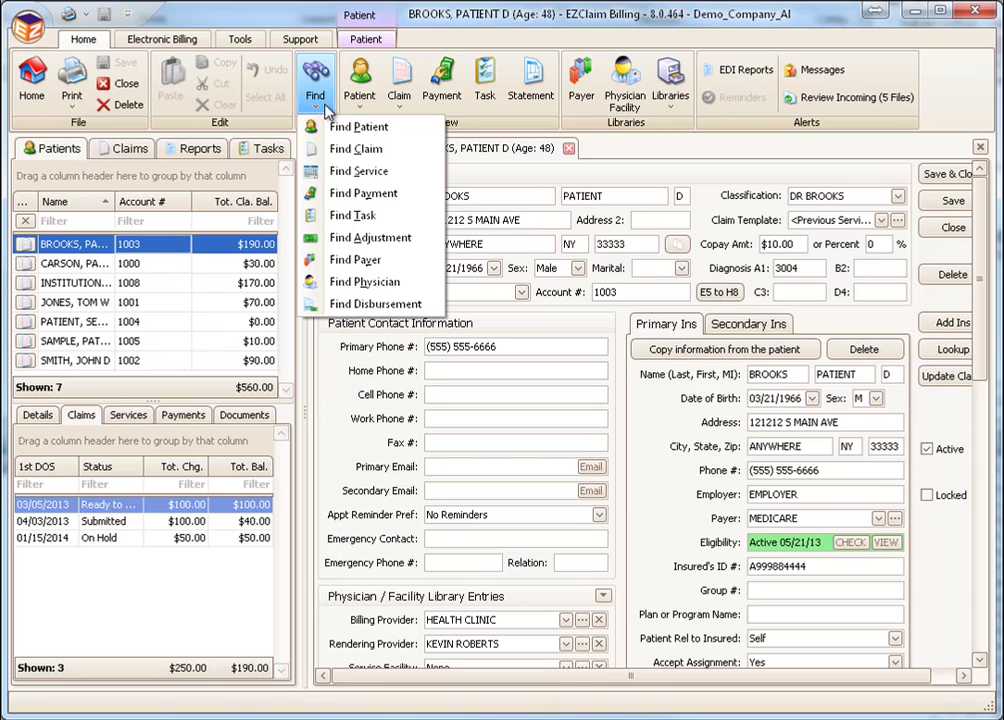 Patient
BROOKS, PATIENT D (Age: 48) - EZClaim Billing - 8.0.464 - Demo_Company_AI
EZ
Home Electronic Billing Tools Support Patient
Home Print Save Close Delete
Paste Copy Cut Clear Undo Select All
Find Patient Claim Payment Task Statement
Payer Physician Facility Libraries
EDI Reports Messages
Reminders Review Incoming (5 Files)
File Edit ew Libraries Alerts
Find Patient
Find Claim
Find Service
Find Payment
Find Task
Find Adjustment
Find Payer
Find Physician
Find Disbursement
Patients Claims Reports Tasks
KS, PATIENT D (Age: 48)
Drag a column header here to group by that column
... Name Account # Tot. Cla. Bal.
Filter Filter
BROOKS, PA... 1003 $190.00
CARSON, PA... 1000 $30.00
INSTITUTION... 1008 $170.00
JONES, TOM W 1001 $70.00
PATIENT, SE... 1004 $0.00
SAMPLE, PAT... 1005 $10.00
SMITH, JOHN D 1002 $90.00
Shown: 7 $560.00
Details Claims Services Payments Documents
Drag a column header here to group by that column
1st DOS Status Tot. Chg. Tot. Bal.
Filter Filter Filter Filter
03/05/2013 Ready to ... $100.00 $100.00
04/03/2013 Submitted $100.00 $40.00
01/15/2014 On Hold $50.00 $50.00
Shown: 3 $250.00 $190.00
OOKS PATIENT D Classification: DR BROOKS
1212 S MAIN AVE Address 2: Claim Template: <Previous Servi... ...
YWHERE NY 33333 Copay Amt: $10.00 or Percent 0 %
21/1966 Sex: Male Marital: Diagnosis A1: 3004 B2:
Account #: 1003 E5 to H8 C3: D4:
Patient Contact Information
Primary Phone #: (555) 555-6666
Home Phone #:
Cell Phone #:
Work Phone #:
Fax #:
Primary Email: Email
Secondary Email: Email
Appt Reminder Pref: No Reminders
Emergency Contact:
Emergency Phone #: Relation:
Physician / Facility Library Entries
Billing Provider: HEALTH CLINIC ...
Rendering Provider: KEVIN ROBERTS ...
Service Facility: None
Primary Ins Secondary Ins
Copy information from the patient Delete
Name (Last, First, MI): BROOKS PATIENT D
Date of Birth: 03/21/1966 Sex: M
Address: 121212 S MAIN AVE
City, State, Zip: ANYWHERE NY 33333
Phone #: (555) 555-6666
Employer: EMPLOYER
Payer: MEDICARE ...
Eligibility: Active 05/21/13 CHECK VIEW
Insured's ID #: A999884444
Group #:
Plan or Program Name:
Patient Rel to Insured: Self
Accept Assignment: Yes
Active
Locked
Save & Clo
Save
Close
Delete
Add Ins
Lookup
Update Cla